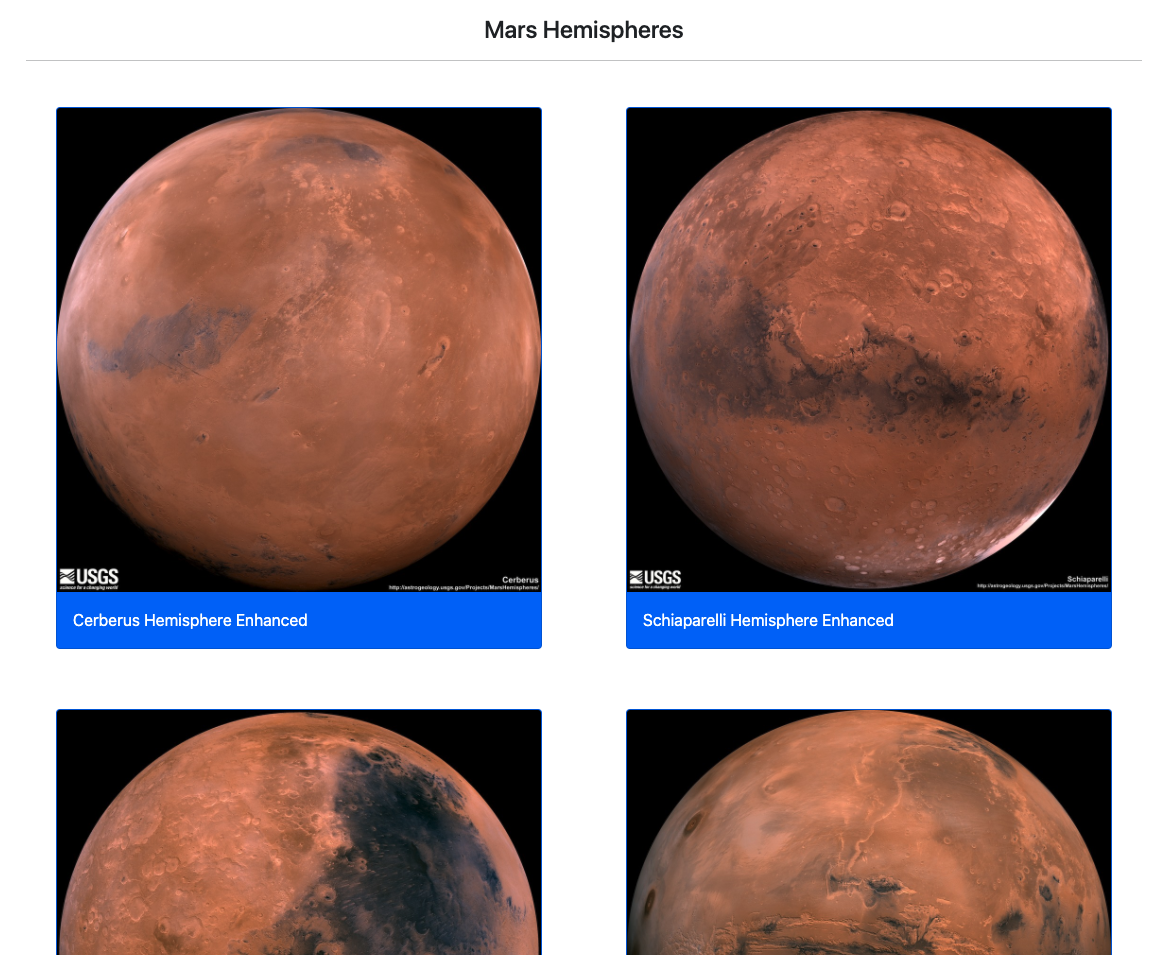 Mars Hemispheres
USGS
science for a changing world
Cerberus
http://astrogeology.usgs.gov/Projects/MarsHemispheres/
Cerberus Hemisphere Enhanced
USGS
science for a changing world
Schiaparelli
http://astrogeology.usgs.gov/Projects/MarsHemispheres/
Schiaparelli Hemisphere Enhanced